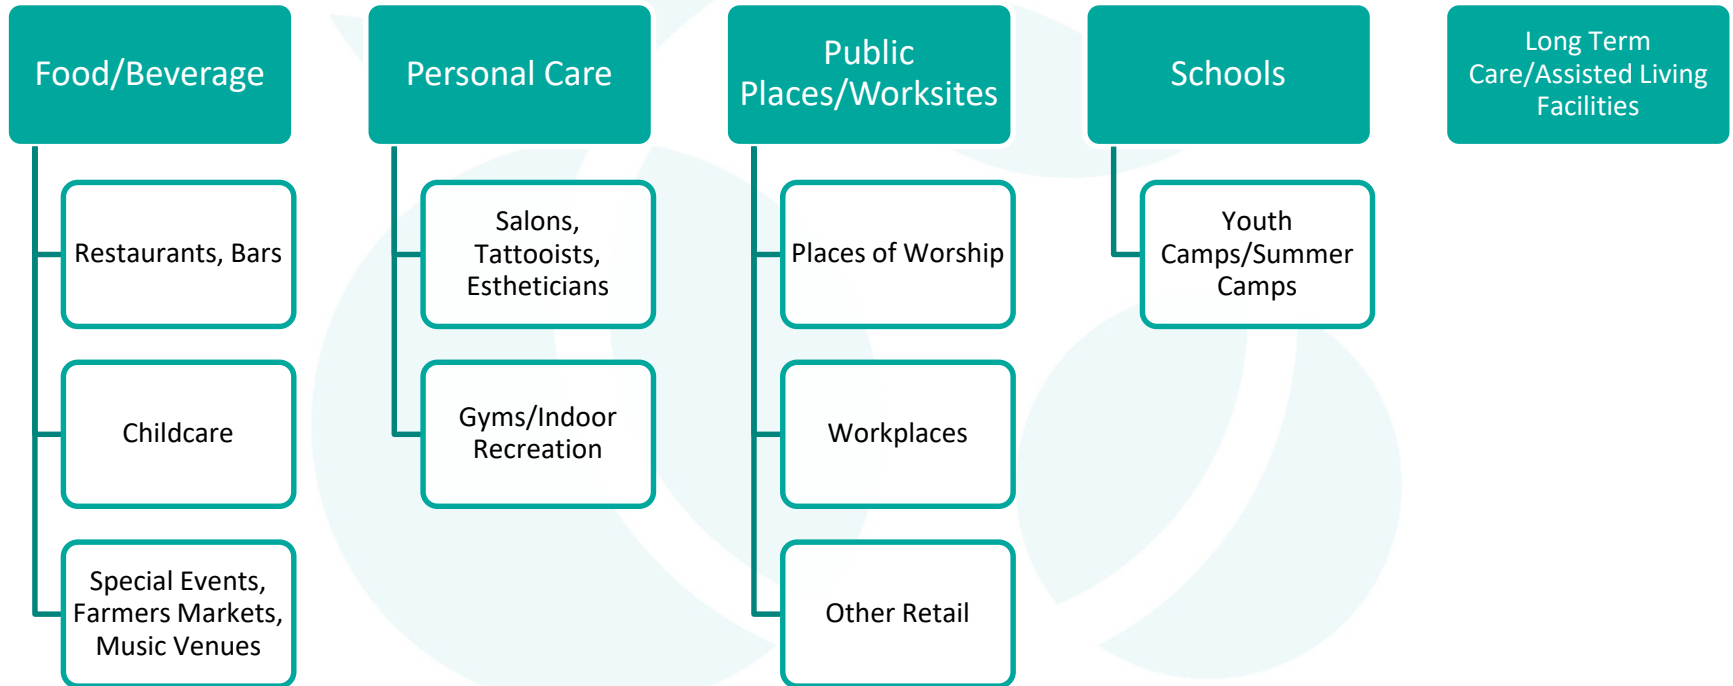 Food/Beverage
Restaurants, Bars
Childcare
Special Events,
Farmers Markets,
Music Venues
Personal Care
Salons,
Tattooists,
Estheticians
Gyms/Indoor
Recreation
Public
Places/Worksites
Places of Worship
Workplaces
Other Retail
Schools
Youth
Camps/Summer
Camps
Long Term
Care/Assisted Living
Facilities